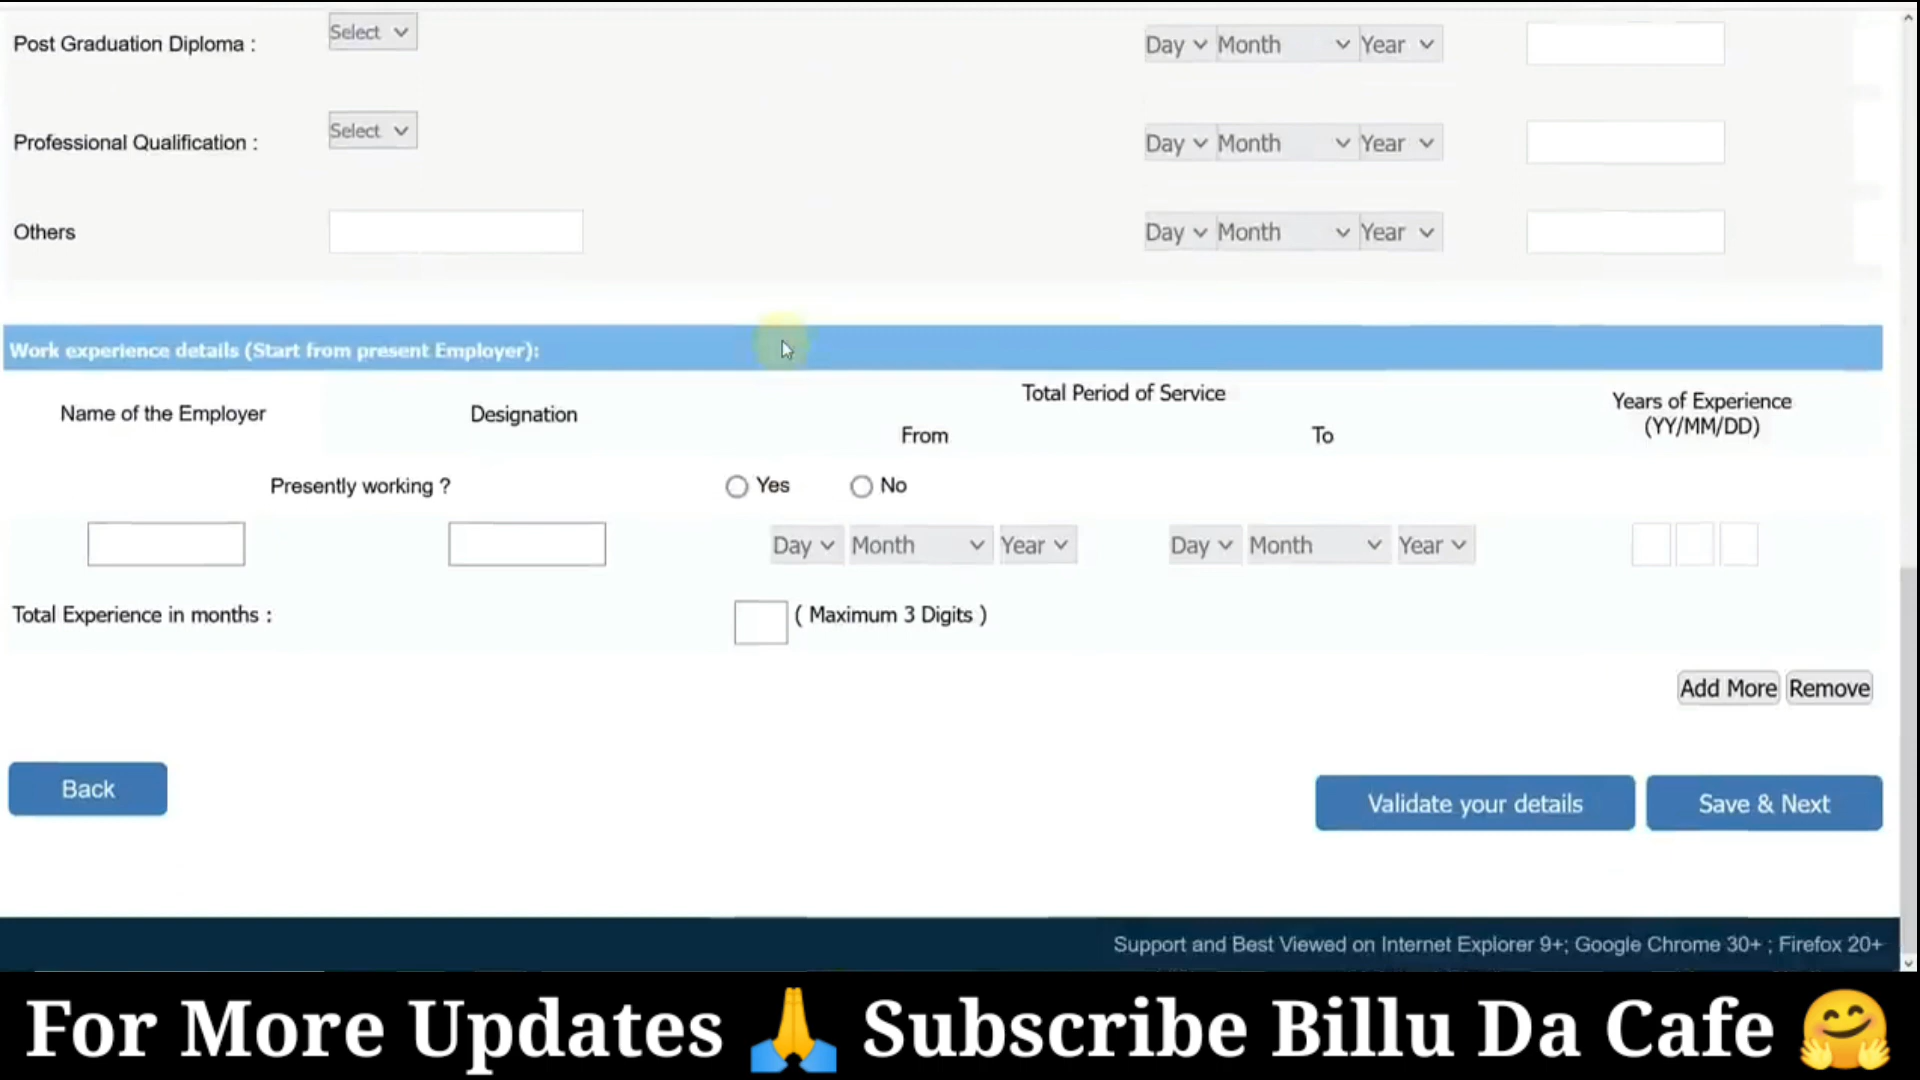 Post Graduation Diploma :
Select
Day Month Year
Professional Qualification :
Select
Day Month Year
Others
Day Month Year
Work experience details (Start from present Employer):
Name of the Employer
Designation
Total Period of Service
From
To
Years of Experience
(YY/MM/DD)
Presently working ?
Yes
No
Day Month Year
Day Month Year
Total Experience in months :
( Maximum 3 Digits )
Add More
Remove
Back
Validate your details
Save & Next
Support and Best Viewed on Internet Explorer 9+; Google Chrome 30+ ; Firefox 20+
For More Updates 🙏 Subscribe Billu Da Cafe 🤗